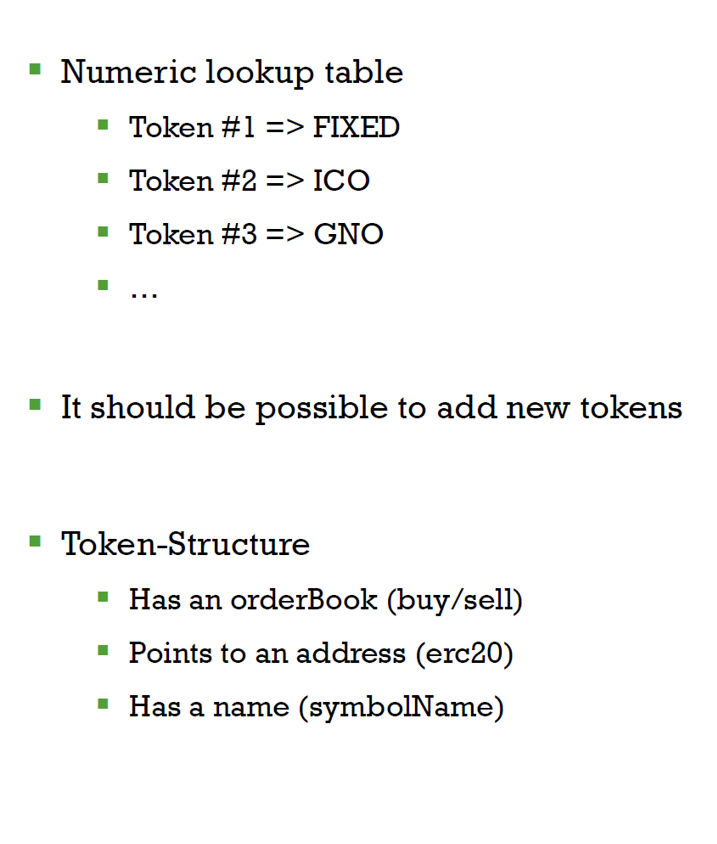 Numeric lookup table
Token #1 => FIXED
Token #2 => ICO
Token #3 => GNO
…
It should be possible to add new tokens
Token-Structure
Has an orderBook (buy/sell)
Points to an address (erc20)
Has a name (symbolName)